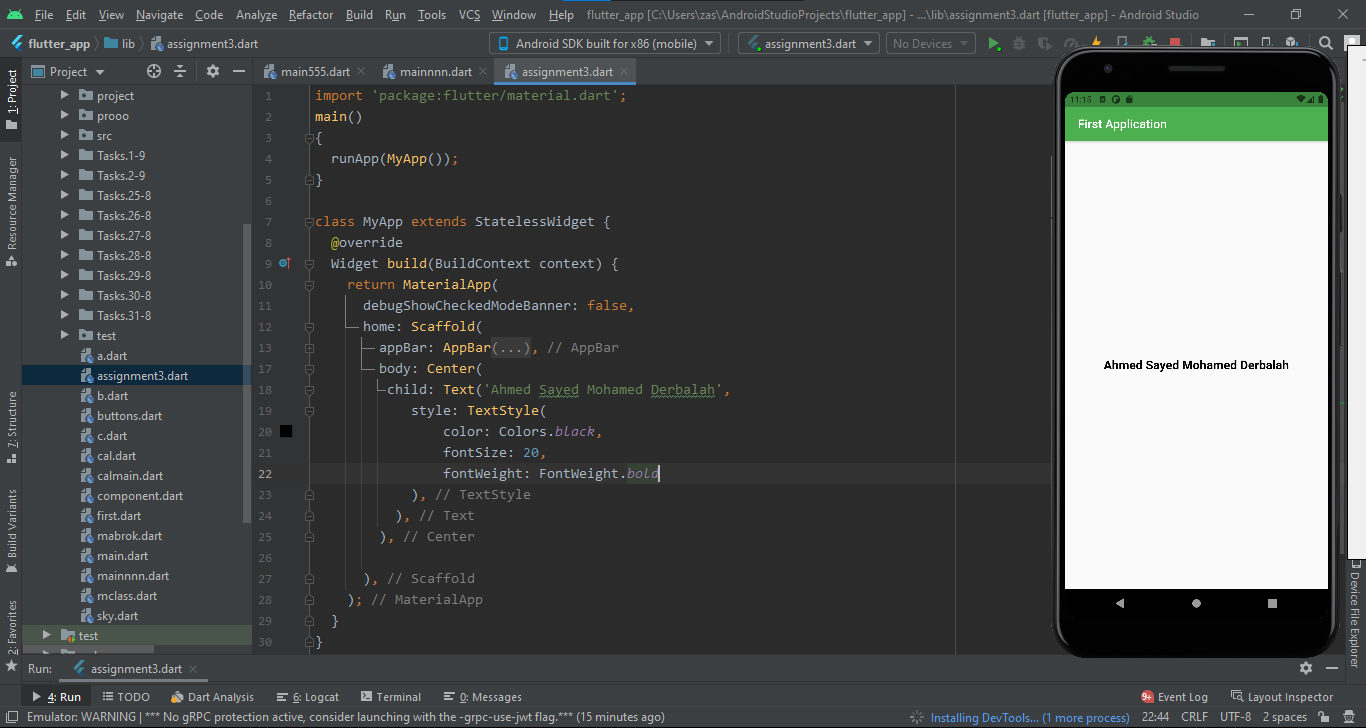 File Edit View Navigate Code Analyze Refactor Build Run Tools VCS Window Help flutter_app [C:\Users\zas\AndroidStudioProjects\flutter_app] - ...\lib\assignment3.dart [flutter_app] - Android Studio
flutter_app lib assignment3.dart Android SDK built for x86 (mobile) assignment3.dart No Devices
1: Project
Resource Manager
7: Structure
Build Variants
2: Favorites
Project
main555.dart mainnnn.dart assignment3.dart
project
prooo
src
Tasks.1-9
Tasks.2-9
Tasks.25-8
Tasks.26-8
Tasks.27-8
Tasks.28-8
Tasks.29-8
Tasks.30-8
Tasks.31-8
test
a.dart
assignment3.dart
b.dart
buttons.dart
c.dart
cal.dart
calmain.dart
component.dart
first.dart
mabrok.dart
main.dart
mainnnn.dart
mclass.dart
sky.dart
test
1 import 'package:flutter/material.dart';
2 main()
3 {
4 runApp(MyApp());
5 }
6
7 class MyApp extends StatelessWidget {
8 @override
9 Widget build(BuildContext context) {
10 return MaterialApp(
11 debugShowCheckedModeBanner: false,
12 home: Scaffold(
13 appBar: AppBar(...), // AppBar
17 body: Center(
18 child: Text('Ahmed Sayed Mohamed Derbalah',
19 style: TextStyle(
20 color: Colors.black,
21 fontSize: 20,
22 fontWeight: FontWeight.bold
23 ), // TextStyle
24 ), // Text
25 ), // Center
26
27 ), // Scaffold
28 ); // MaterialApp
29 }
30 }
11:15
First Application
Ahmed Sayed Mohamed Derbalah
Device File Explorer
Run: assignment3.dart
4: Run TODO Dart Analysis 6: Logcat Terminal 0: Messages 9+ Event Log Layout Inspector
Emulator: WARNING | *** No gRPC protection active, consider launching with the -grpc-use-jwt flag.*** (15 minutes ago) Installing DevTools... (1 more process) 22:44 CRLF UTF-8 2 spaces